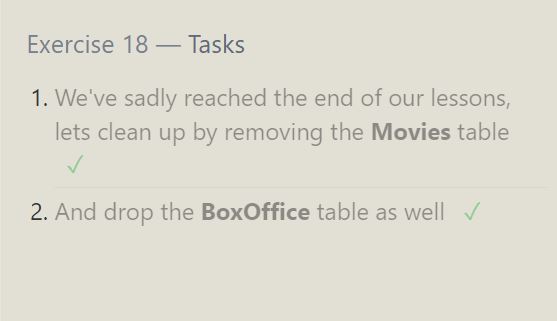 Exercise 18 — Tasks
1. We've sadly reached the end of our lessons,
lets clean up by removing the Movies table
✓
2. And drop the BoxOffice table as well ✓